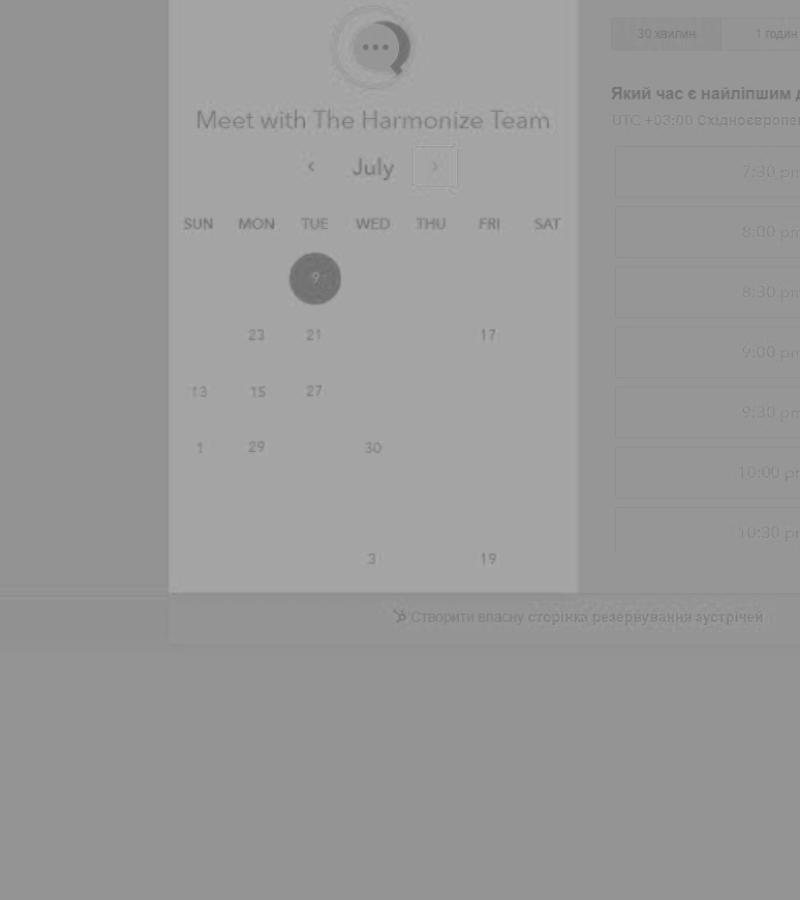 Meet with The Harmonize Team
July
SUN MON TUE WED THU FRI SAT
9
23 21 17
13 15 27
1 29 30
3 19
30 хвилин 1 годин
Який час є найліпшим д
UTC +03:00 Східноєвропей
7:30 pm
8:00 pm
8:30 pm
9:00 pm
9:30 pm
10:00 pm
10:30 pm
Створити власну сторінка резервування зустрічей